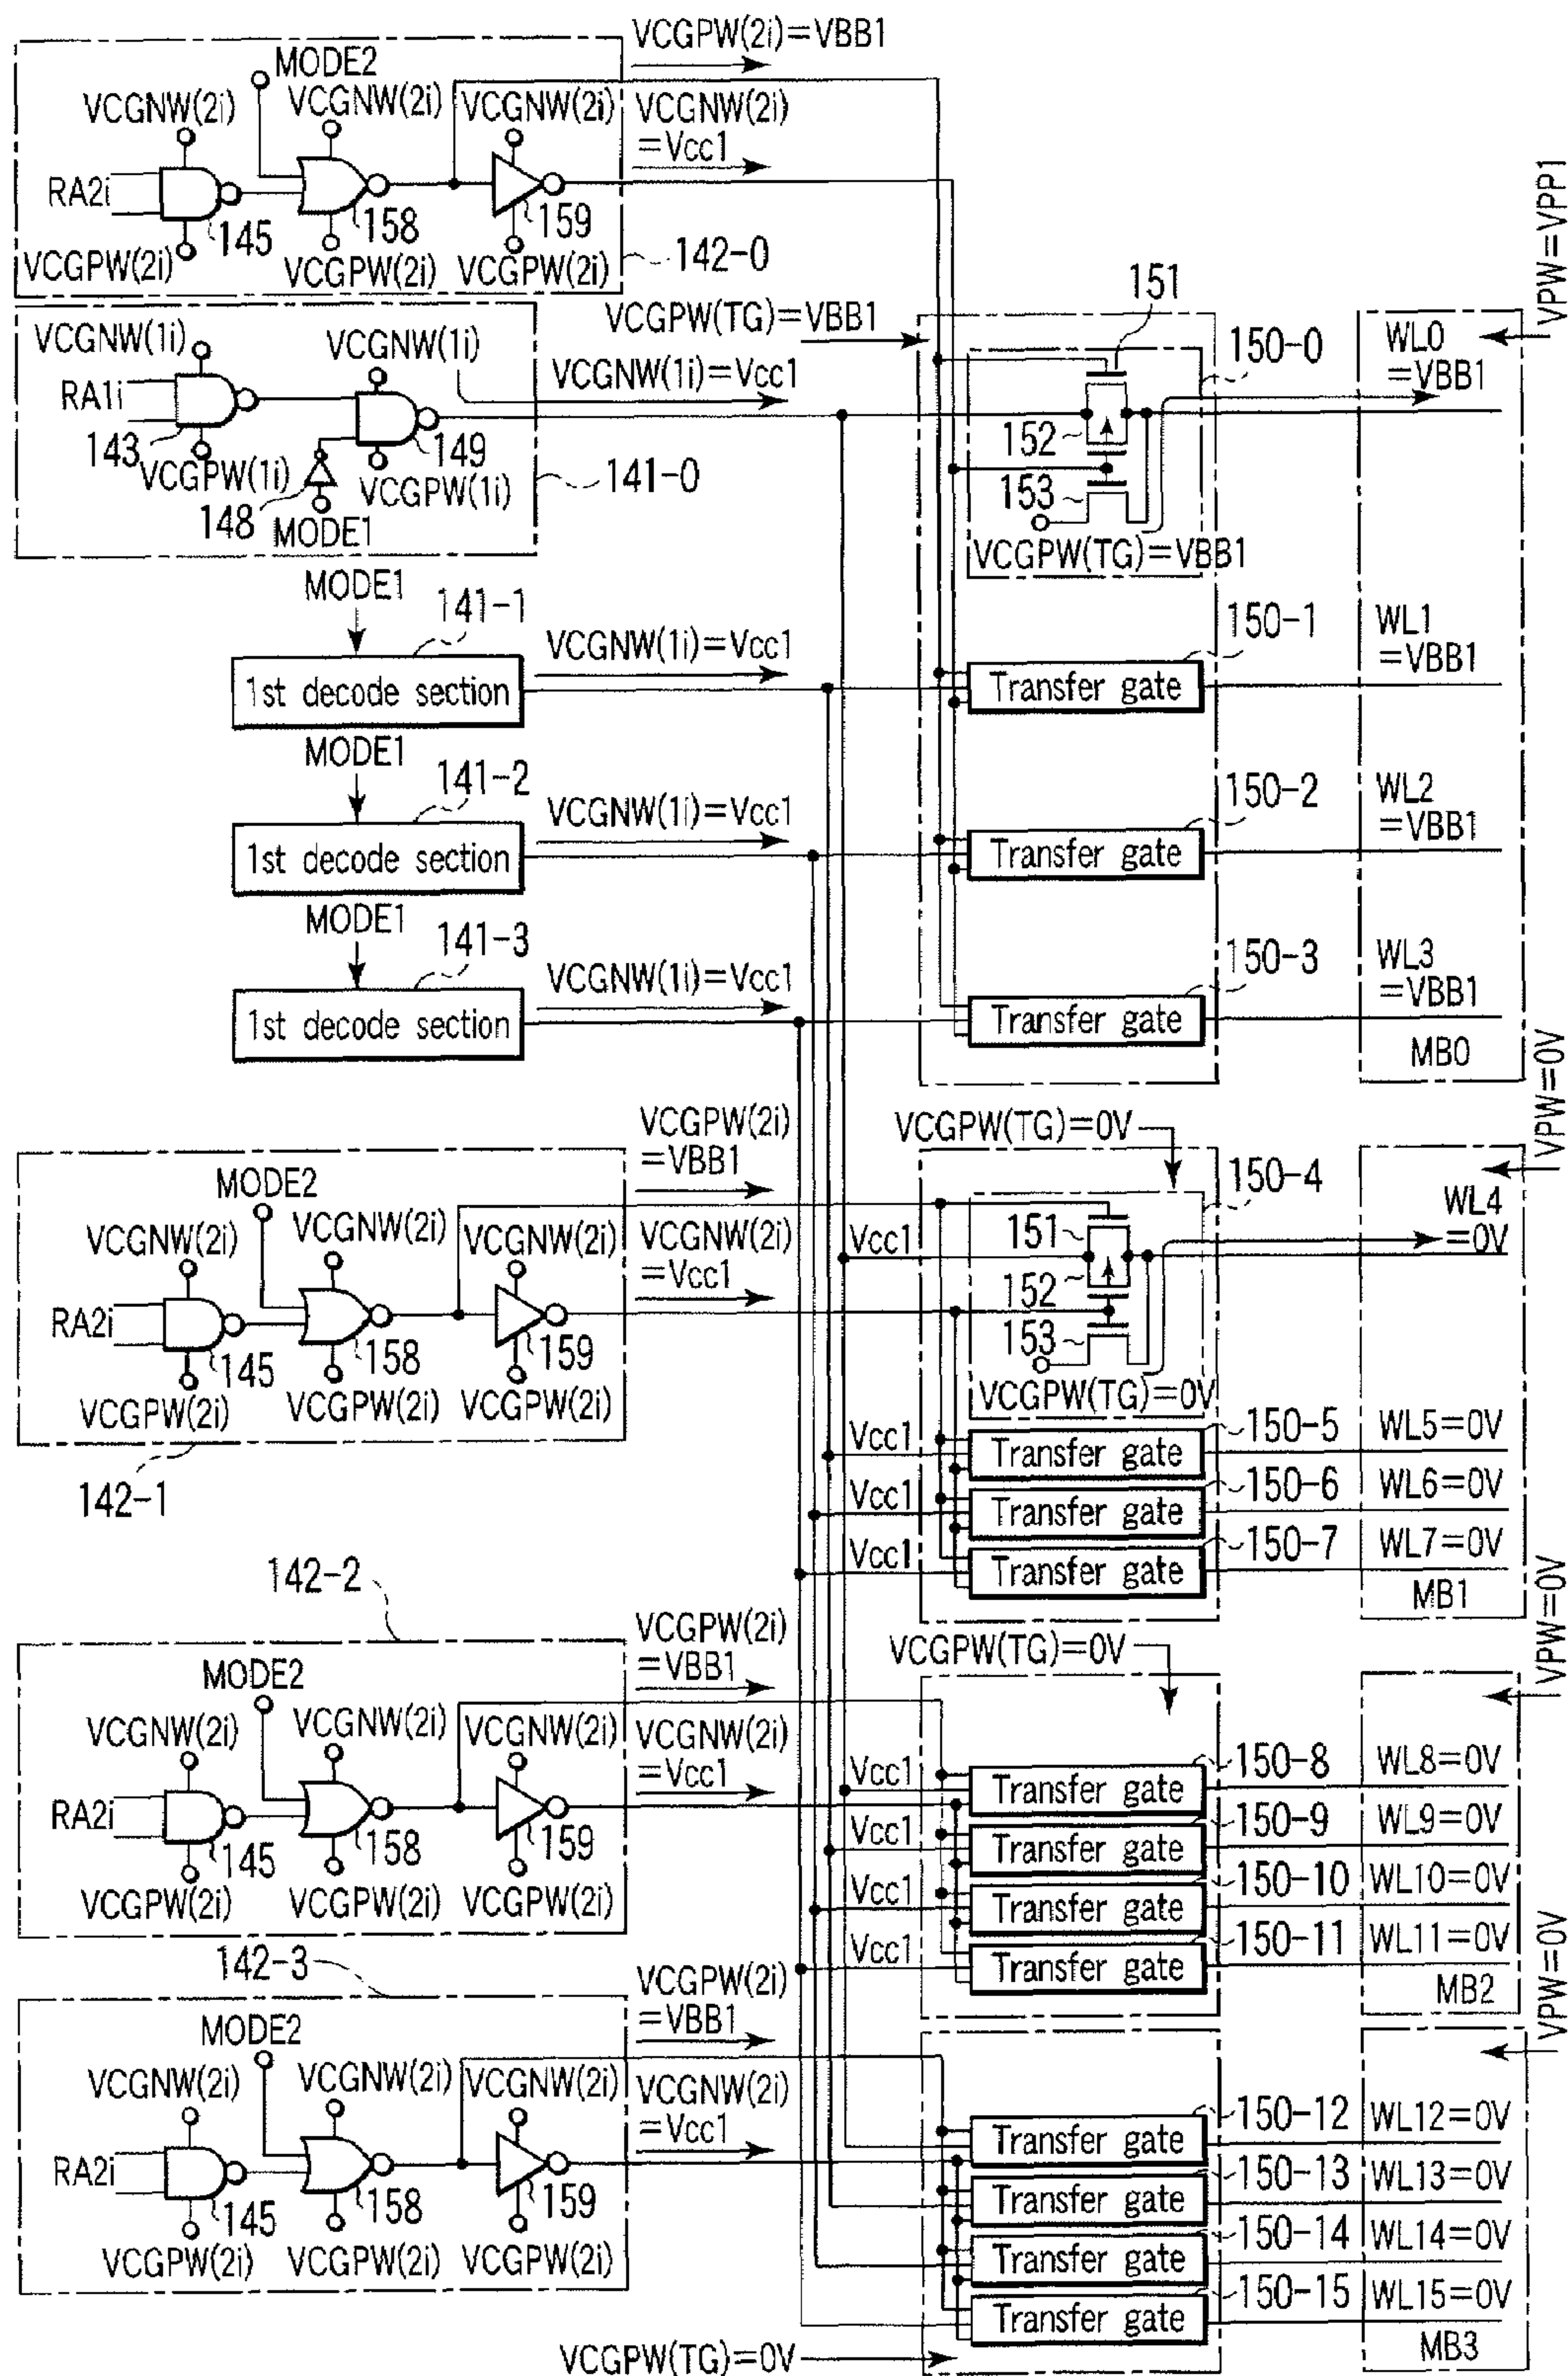 VCGPW(2i)=VBB1
MODE2
VCGNW(2i)
VCGNW(2i)
VCGNW(2i)
VCGNW(2i)
=Vcc1
RA2i
145
158
159
VCGPW(2i)
VCGPW(2i)
VCGPW(2i)
142-0
VPW=VPP1
VCGPW(TG)=VBB1
151
150-0
VCGNW(1i)
VCGNW(1i)
VCGNW(1i)=Vcc1
WL0
=VBB1
RA1i
143
149
152
153
VCGPW(1i)
VCGPW(1i)
141-0
148
MODE1
VCGPW(TG)=VBB1
MODE1
141-1
VCGNW(1i)=Vcc1
1st decode section
150-1
Transfer gate
WL1
=VBB1
MODE1
141-2
VCGNW(1i)=Vcc1
1st decode section
150-2
Transfer gate
WL2
=VBB1
MODE1
141-3
VCGNW(1i)=Vcc1
1st decode section
150-3
Transfer gate
WL3
=VBB1
MB0
VPW=0V
VCGPW(2i)
=VBB1
VCGPW(TG)=0V
150-4
MODE2
VCGNW(2i)
VCGNW(2i)
VCGNW(2i)
VCGNW(2i)
=Vcc1
Vcc1
151
152
153
WL4
=0V
RA2i
145
158
159
VCGPW(2i)
VCGPW(2i)
VCGPW(2i)
142-1
VCGPW(TG)=0V
Vcc1
Transfer gate
150-5
WL5=0V
Vcc1
Transfer gate
150-6
WL6=0V
Vcc1
Transfer gate
150-7
WL7=0V
MB1
VPW=0V
142-2
VCGPW(2i)
=VBB1
VCGPW(TG)=0V
MODE2
VCGNW(2i)
VCGNW(2i)
VCGNW(2i)
VCGNW(2i)
=Vcc1
RA2i
145
158
159
VCGPW(2i)
VCGPW(2i)
VCGPW(2i)
Vcc1
Transfer gate
150-8
WL8=0V
Vcc1
Transfer gate
150-9
WL9=0V
Vcc1
Transfer gate
150-10
WL10=0V
Vcc1
Transfer gate
150-11
WL11=0V
MB2
VPW=0V
142-3
VCGPW(2i)
=VBB1
MODE2
VCGNW(2i)
VCGNW(2i)
VCGNW(2i)
VCGNW(2i)
=Vcc1
RA2i
145
158
159
VCGPW(2i)
VCGPW(2i)
VCGPW(2i)
Transfer gate
150-12
WL12=0V
Transfer gate
150-13
WL13=0V
Transfer gate
150-14
WL14=0V
Transfer gate
150-15
WL15=0V
MB3
VCGPW(TG)=0V